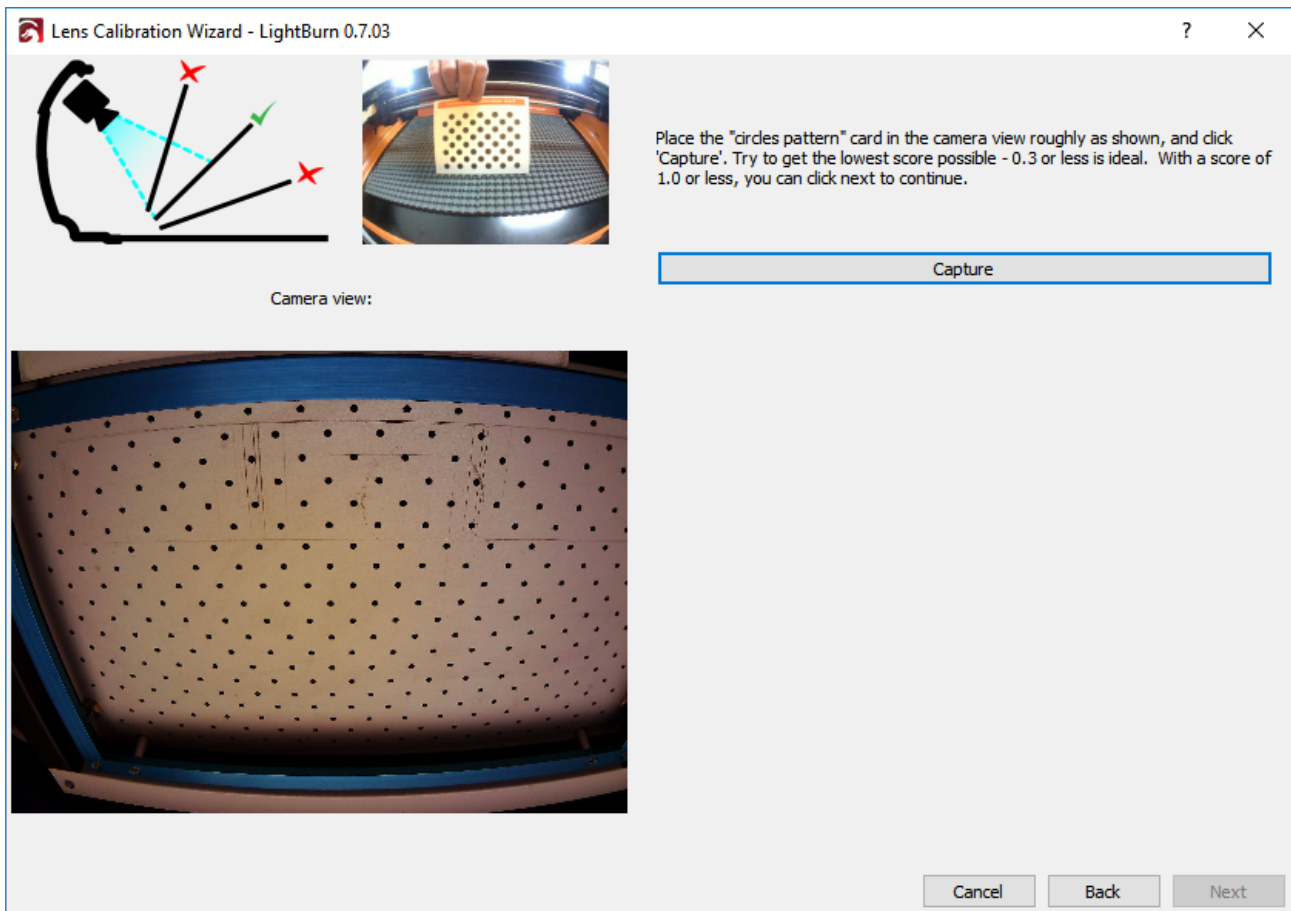 Lens Calibration Wizard - LightBurn 0.7.03
Place the "circles pattern" card in the camera view roughly as shown, and click
'Capture'. Try to get the lowest score possible - 0.3 or less is ideal.  With a score of
1.0 or less, you can click next to continue.
Capture
Camera view:
Cancel
Back
Next